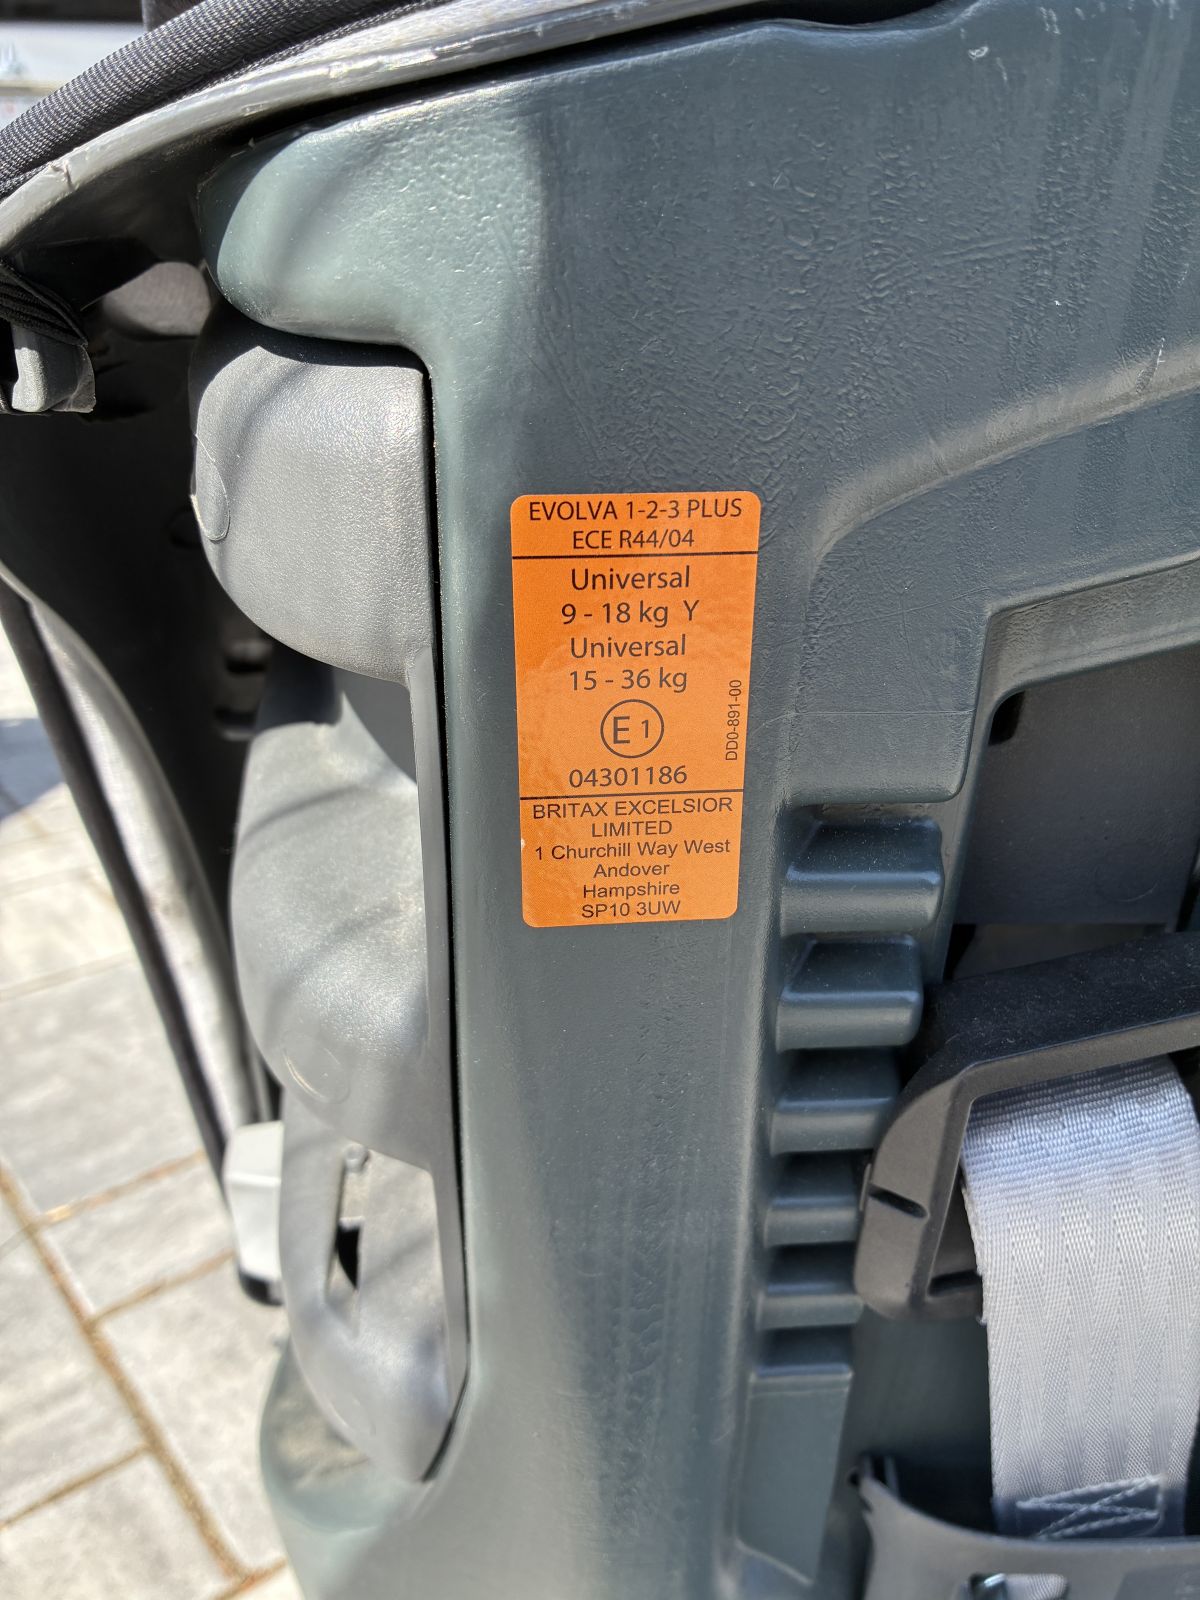 EVOLVA 1-2-3 PLUS
ECE R44/04
Universal
9 - 18 kg Y
Universal
15 - 36 kg
E 1
04301186
DD0-891-00
BRITAX EXCELSIOR
LIMITED
1 Churchill Way West
Andover
Hampshire
SP10 3UW